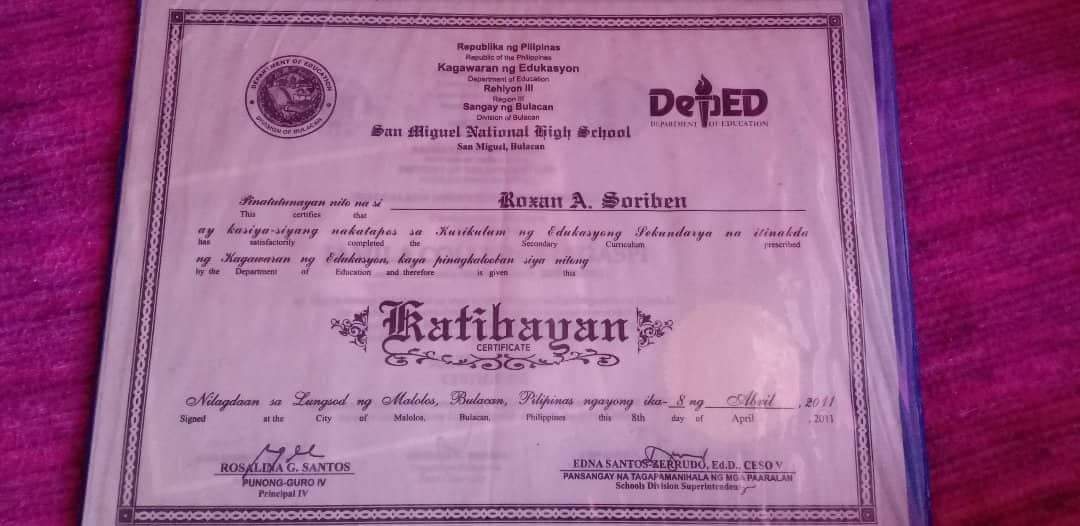 Republika ng Pilipinas
Republic of the Philippines
Kagawaran ng Edukasyon
Department of Education
Rehiyon III
Region III
Sangay ng Bulacan
Division of Bulacan
San Miguel National High School
San Miguel, Bulacan
DEPARTMENT OF EDUCATION
DIVISION OF BULACAN
DepED
DEPARTMENT OF EDUCATION
Pinatutunayan nito na si Roxan A. Soriben
This certifies that
ay kasiya-siyang nakatapos sa Kurikulum ng Edukasyong Sekundarya na itinakda
has satisfactorily completed the Secondary Curriculum prescribed
ng Kagawaran ng Edukasyon, kaya pinagkalooban siya nitong
by the Department of Education and therefore is given this
Katibayan
CERTIFICATE
Nilagdaan sa Lungsod ng Malolos, Bulacan, Pilipinas ngayong ika- 8 ng Abril , 2011
Signed at the City of Malolos, Bulacan, Philippines this 8th day of April , 2011
ROSALINA G. SANTOS
PUNONG-GURO IV
Principal IV
EDNA SANTOS-ZERRUDO, Ed.D., CESO V
PANSANGAY NA TAGAPAMANIHALA NG MGA PAARALAN
Schools Division Superintendent